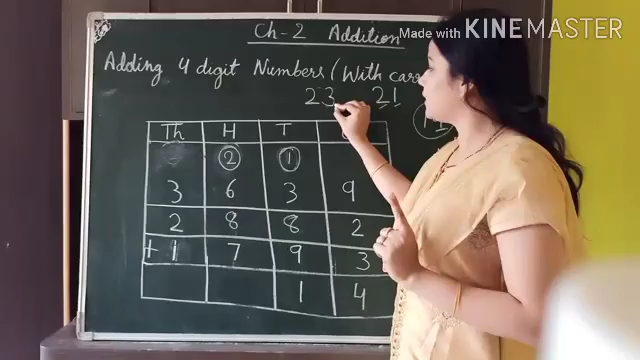 Made with KINEMASTER
Ch-2 Addition
Adding 4 digit Numbers (With
23 21
Th H T
2 1
3 6 3 9
2 8 8 2
+ 1 7 9 3
1 4